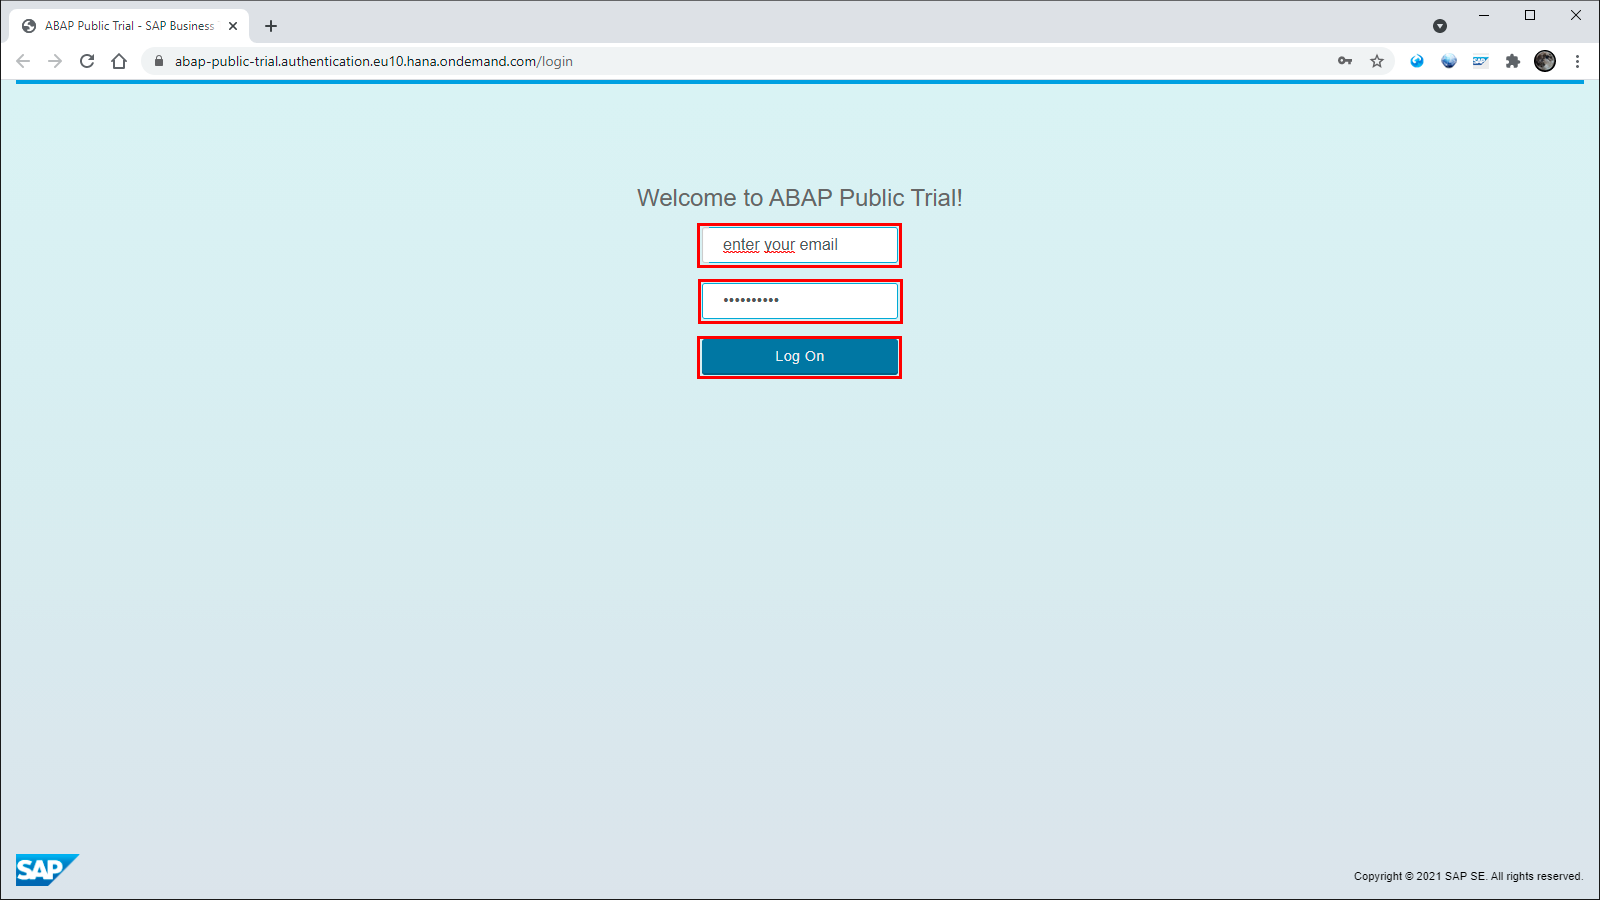 ABAP Public Trial - SAP Business
abap-public-trial.authentication.eu10.hana.ondemand.com/login
SAP
Welcome to ABAP Public Trial!
enter your email
••••••••••
Log On
SAP
Copyright © 2021 SAP SE. All rights reserved.